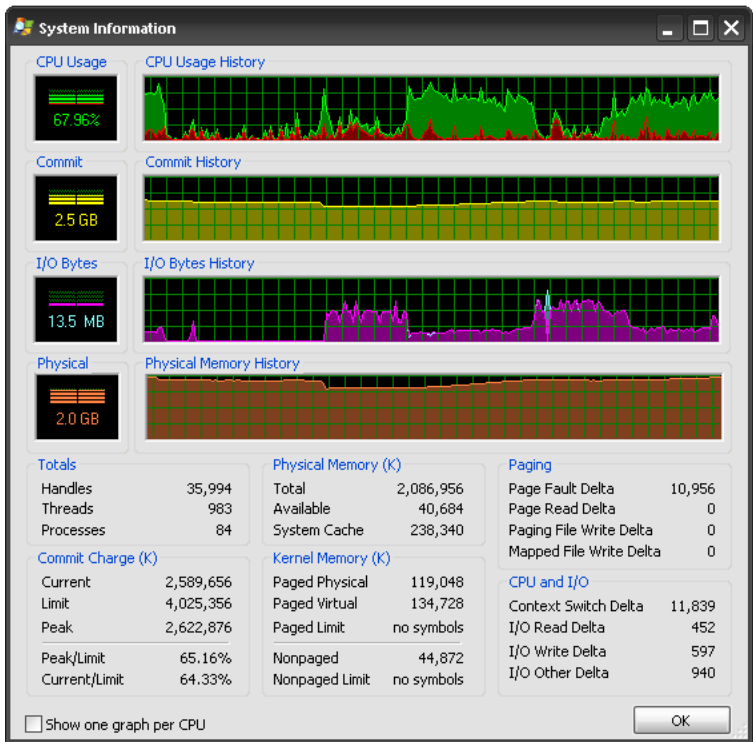 System Information
CPU Usage
CPU Usage History
67.96%
Commit
Commit History
2.5 GB
I/O Bytes
I/O Bytes History
13.5 MB
Physical
Physical Memory History
2.0 GB
Totals
Handles 35,994
Threads 983
Processes 84
Commit Charge (K)
Current 2,589,656
Limit 4,025,356
Peak 2,622,876
Peak/Limit 65.16%
Current/Limit 64.33%
Physical Memory (K)
Total 2,086,956
Available 40,684
System Cache 238,340
Kernel Memory (K)
Paged Physical 119,048
Paged Virtual 134,728
Paged Limit no symbols
Nonpaged 44,872
Nonpaged Limit no symbols
Paging
Page Fault Delta 10,956
Page Read Delta 0
Paging File Write Delta 0
Mapped File Write Delta 0
CPU and I/O
Context Switch Delta 11,839
I/O Read Delta 452
I/O Write Delta 597
I/O Other Delta 940
Show one graph per CPU
OK